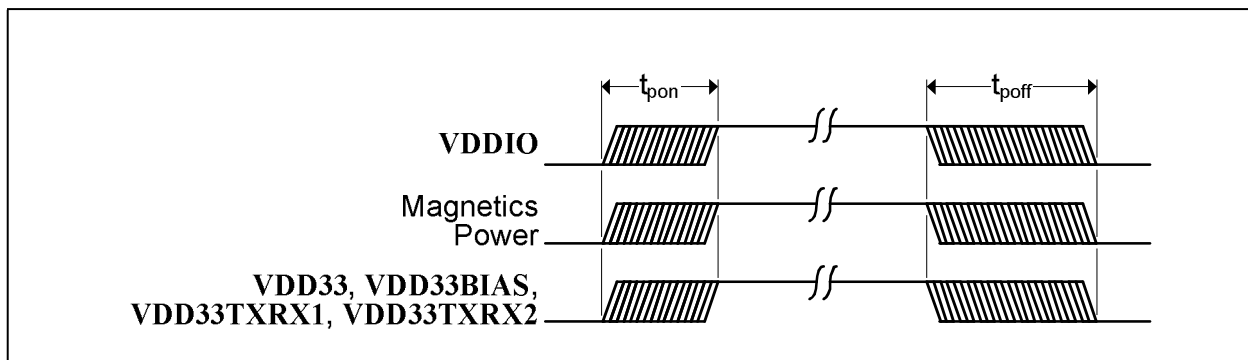 tpon
tpoff
VDDIO
Magnetics
Power
VDD33, VDD33BIAS,
VDD33TXRX1, VDD33TXRX2